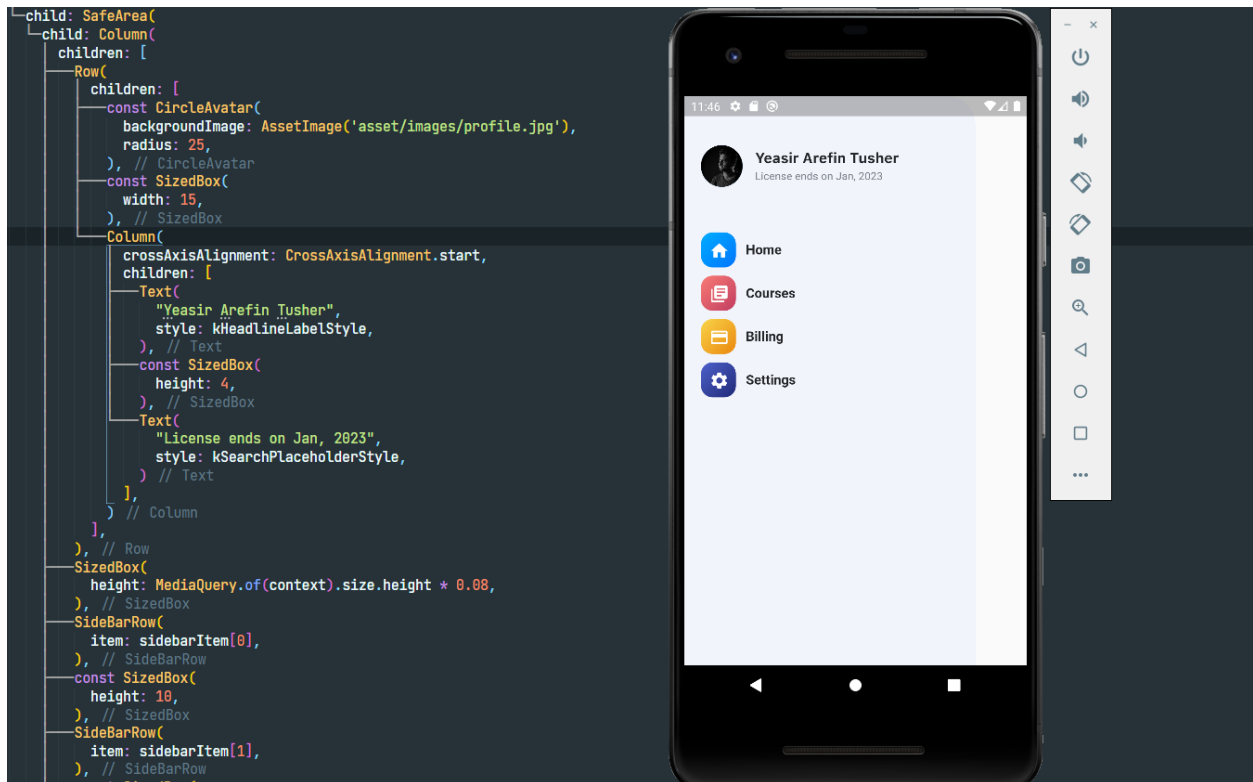 child: SafeArea(
child: Column(
children: [
Row(
children: [
const CircleAvatar(
backgroundImage: AssetImage('asset/images/profile.jpg'),
radius: 25,
), // CircleAvatar
const SizedBox(
width: 15,
), // SizedBox
Column(
crossAxisAlignment: CrossAxisAlignment.start,
children: [
Text(
"Yeasir Arefin Tusher",
style: kHeadlineLabelStyle,
), // Text
const SizedBox(
height: 4,
), // SizedBox
Text(
"License ends on Jan, 2023",
style: kSearchPlaceholderStyle,
) // Text
],
) // Column
],
), // Row
SizedBox(
height: MediaQuery.of(context).size.height * 0.08,
), // SizedBox
SideBarRow(
item: sidebarItem[0],
), // SideBarRow
const SizedBox(
height: 10,
), // SizedBox
SideBarRow(
item: sidebarItem[1],
), // SideBarRow
11:46
Yeasir Arefin Tusher
License ends on Jan, 2023
Home
Courses
Billing
Settings